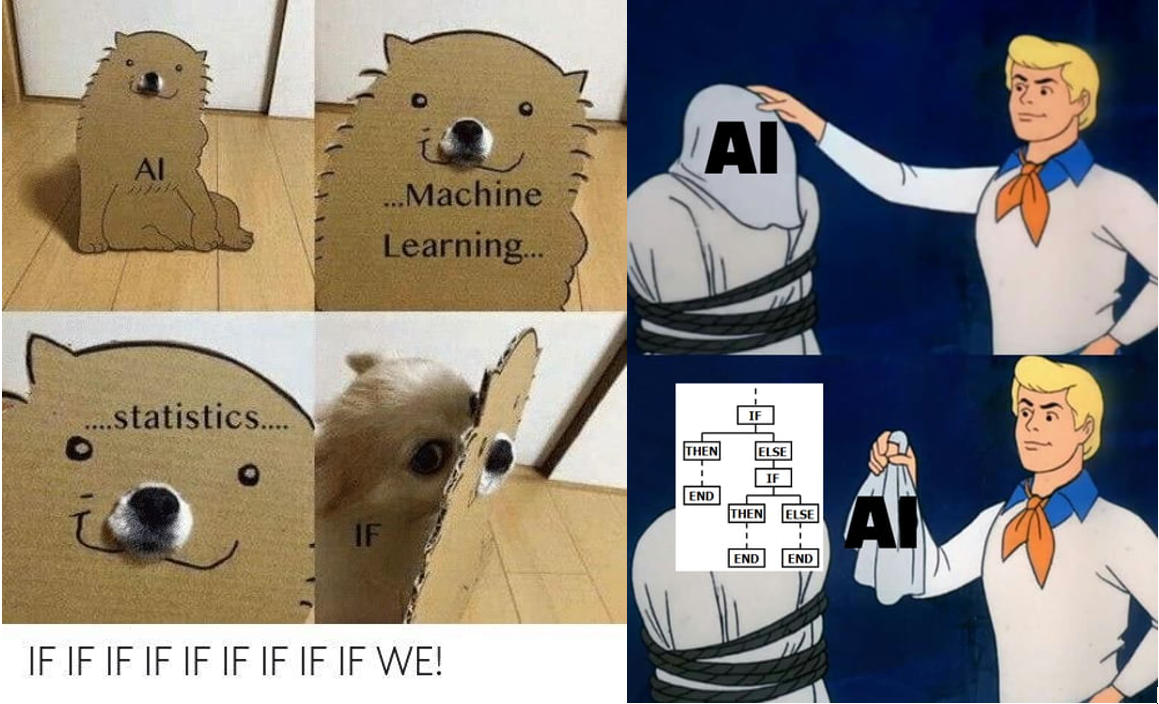 AI
...Machine
Learning...
....statistics....
IF
IF IF IF IF IF IF IF IF IF WE!
AI
IF
THEN ELSE
IF
END
THEN ELSE
END END
AI